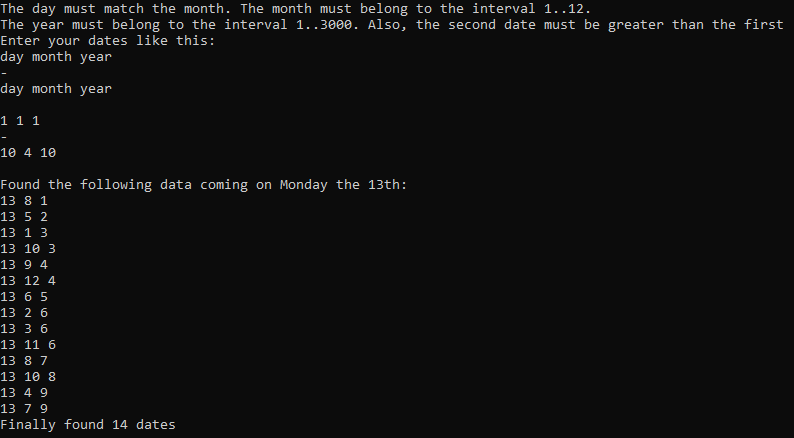 The day must match the month. The month must belong to the interval 1..12.
The year must belong to the interval 1..3000. Also, the second date must be greater than the first
Enter your dates like this:
day month year
-
day month year
1 1 1
-
10 4 10
Found the following data coming on Monday the 13th:
13 8 1
13 5 2
13 1 3
13 10 3
13 9 4
13 12 4
13 6 5
13 2 6
13 3 6
13 11 6
13 8 7
13 10 8
13 4 9
13 7 9
Finally found 14 dates